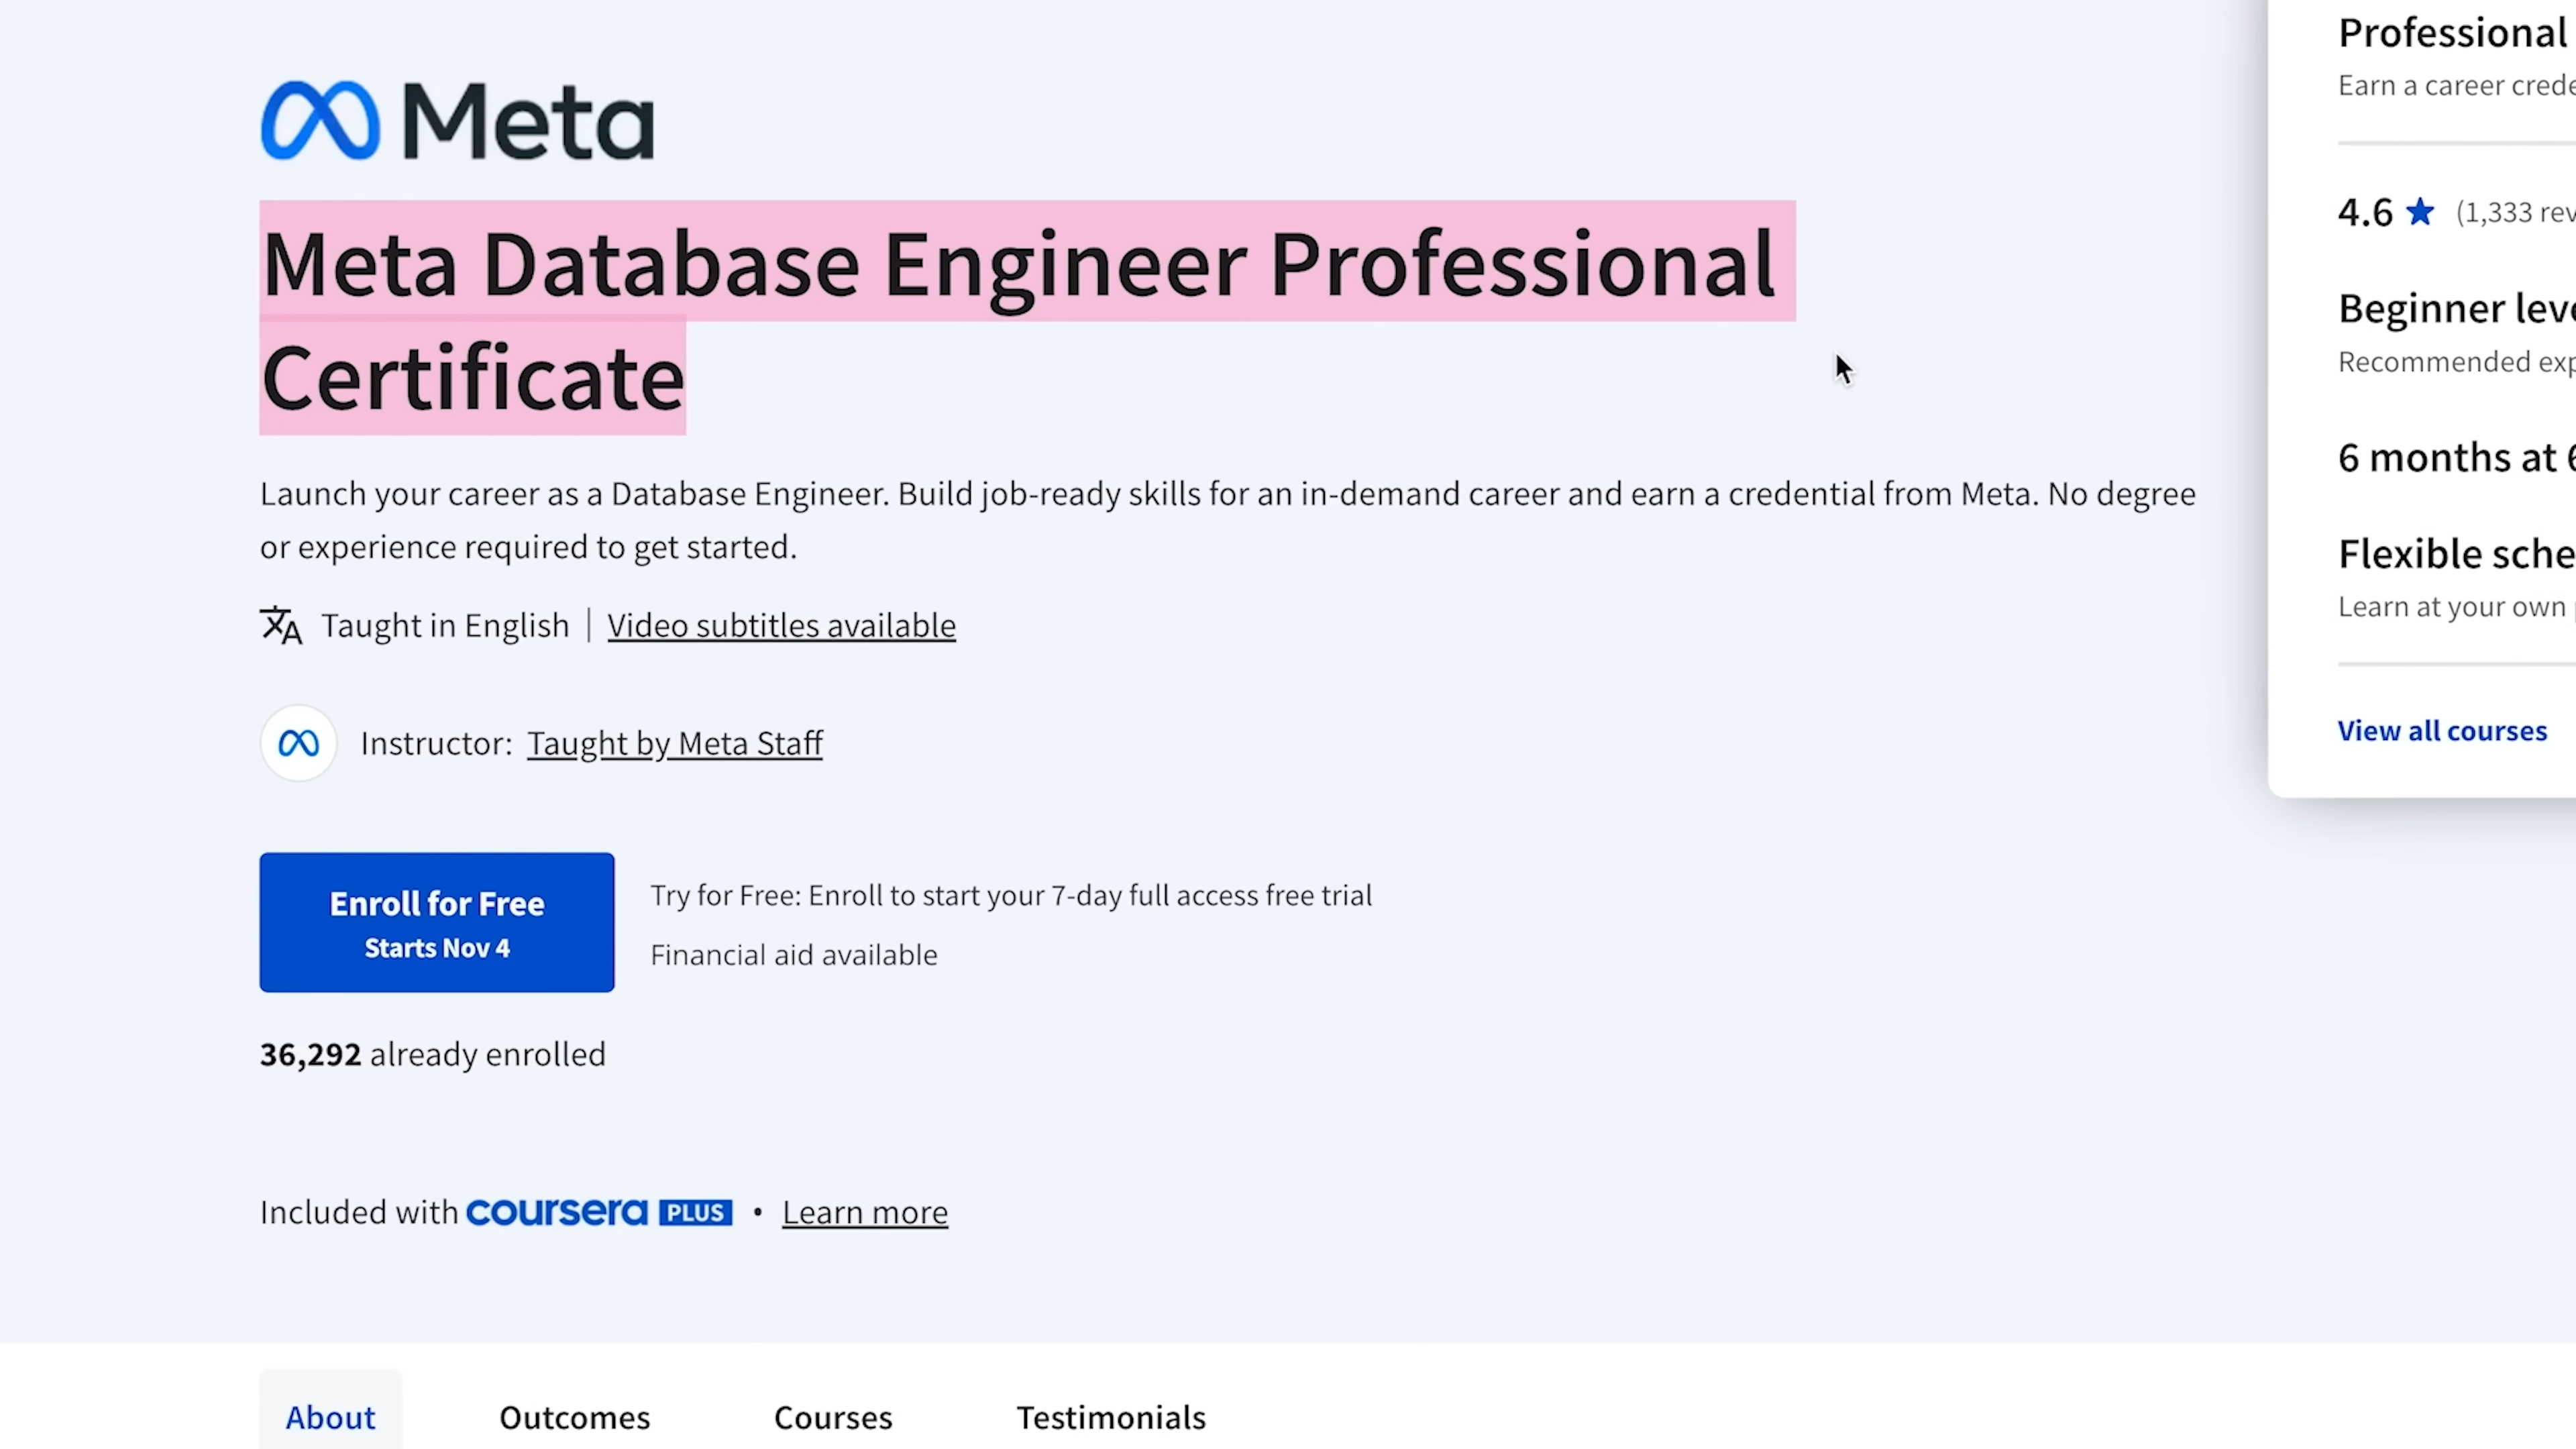 Meta
Meta Database Engineer Professional
Certificate
Launch your career as a Database Engineer. Build job-ready skills for an in-demand career and earn a credential from Meta. No degree
or experience required to get started.
Taught in English | Video subtitles available
Instructor: Taught by Meta Staff
Enroll for Free
Starts Nov 4
Try for Free: Enroll to start your 7-day full access free trial
Financial aid available
36,292 already enrolled
Included with coursera PLUS • Learn more
About Outcomes Courses Testimonials
Professional
Earn a career
4.6 ★ (1,333
Beginner
Recommended
6 months at
Flexible
Learn at your own
View all courses